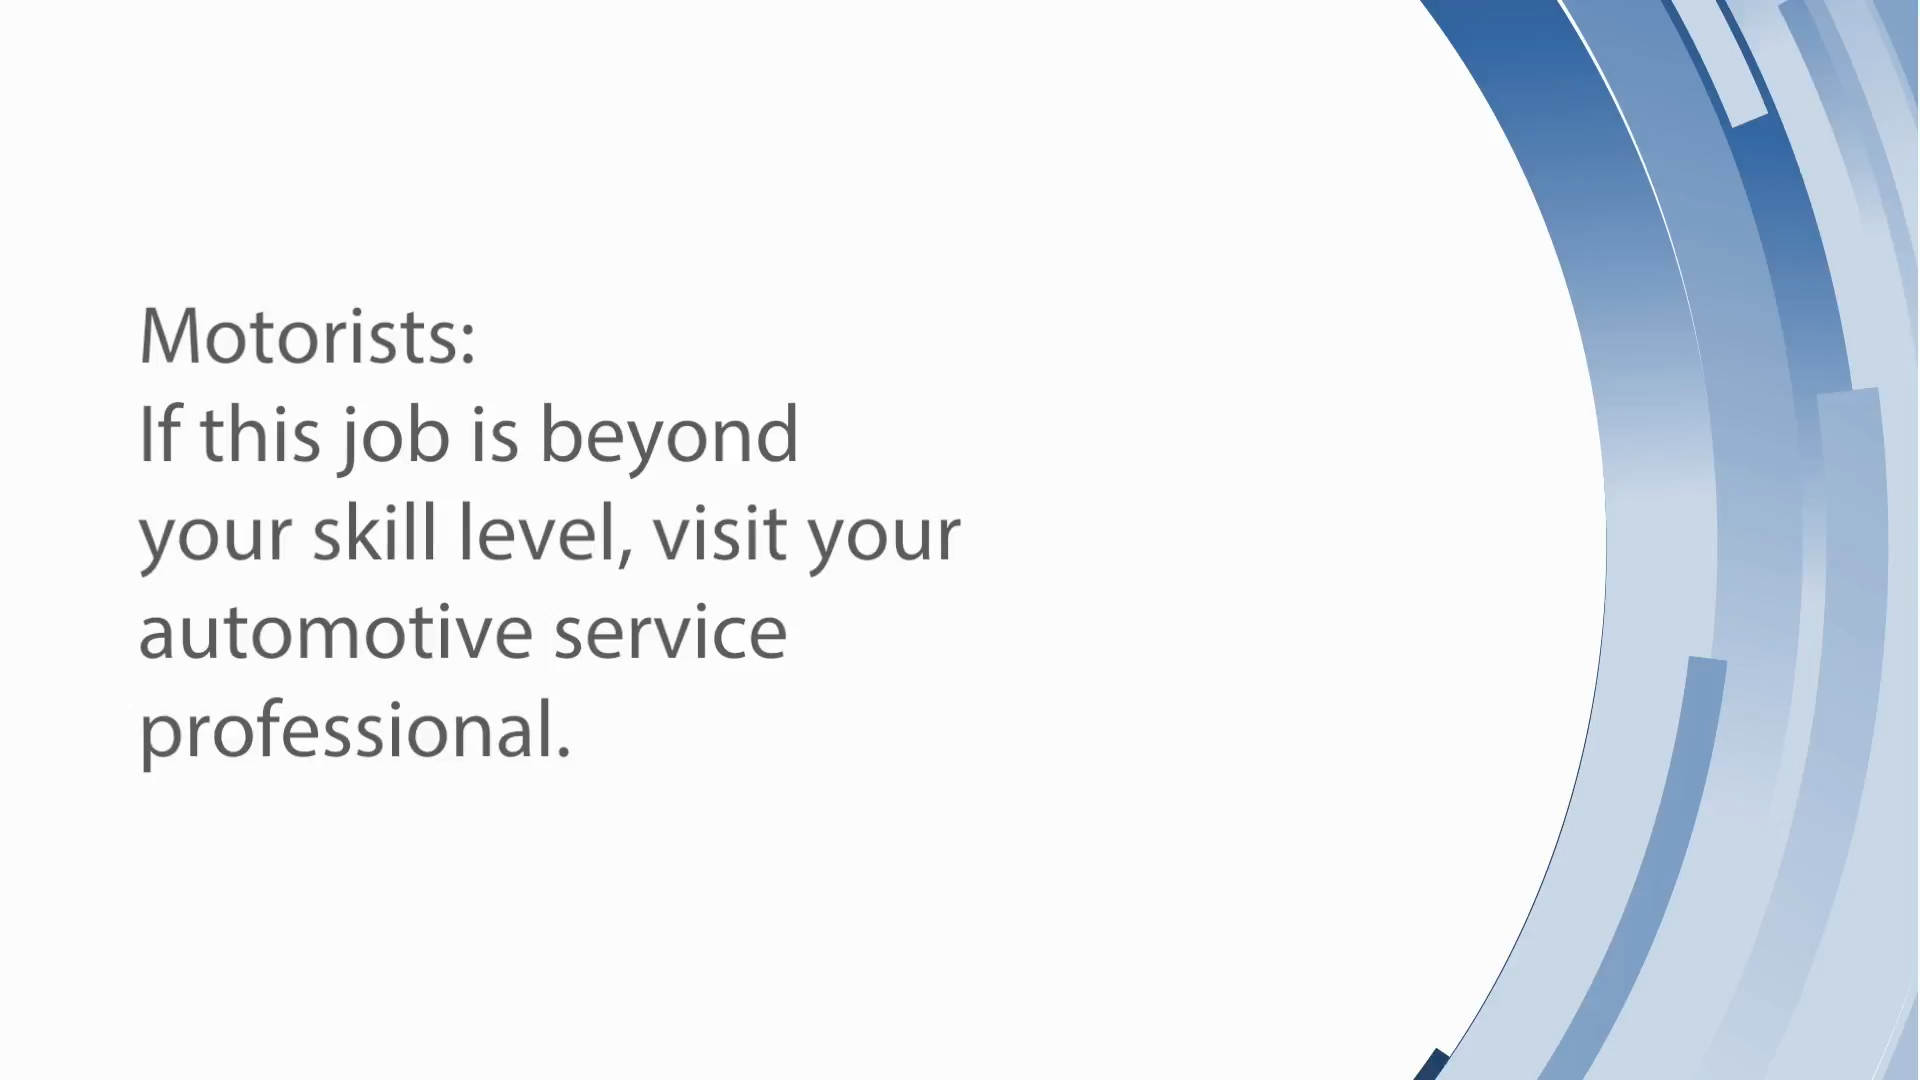 Motorists:
If this job is beyond
your skill level, visit your
automotive service
professional.